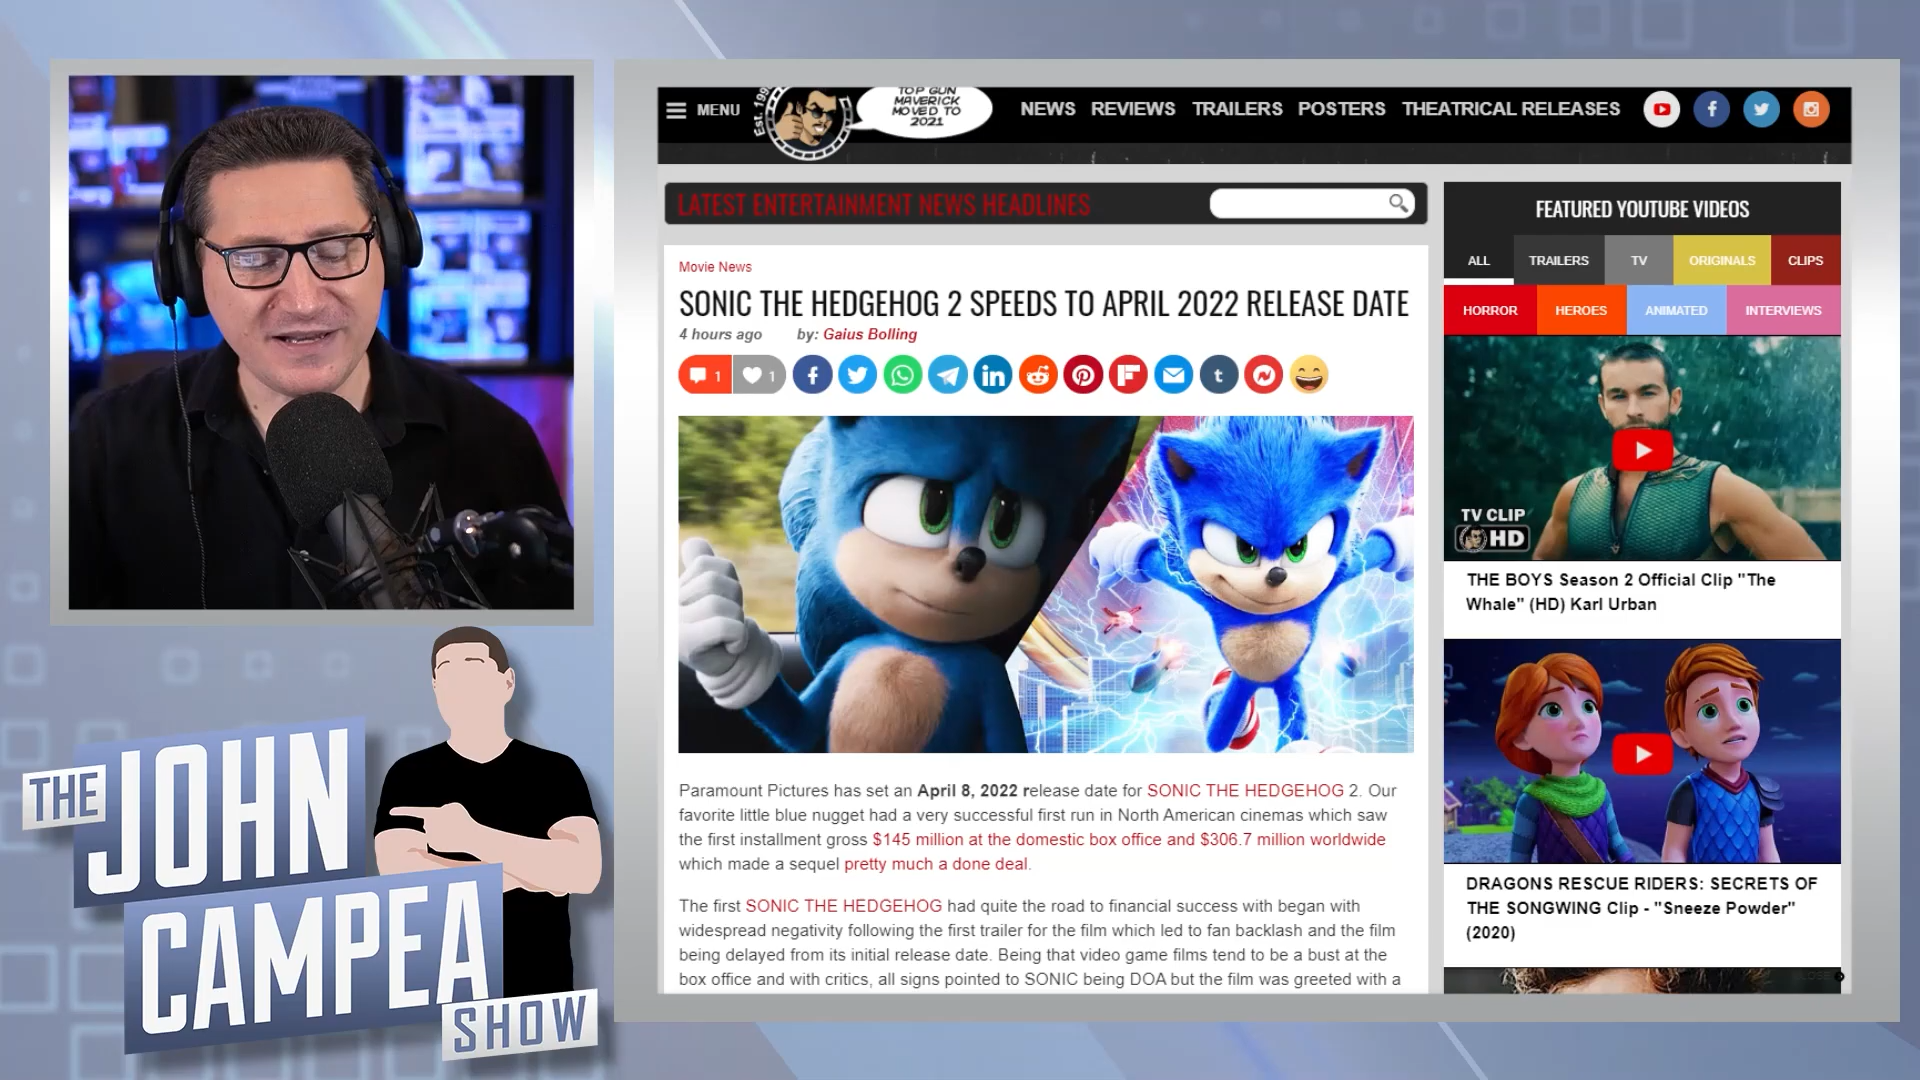 MENU
Est. 199
TOP GUN
MAVERICK
MOVED TO
2021
NEWS REVIEWS TRAILERS POSTERS THEATRICAL RELEASES
LATEST ENTERTAINMENT NEWS HEADLINES
Movie News
SONIC THE HEDGEHOG 2 SPEEDS TO APRIL 2022 RELEASE DATE
4 hours ago by: Gaius Bolling
1 1
Paramount Pictures has set an April 8, 2022 release date for SONIC THE HEDGEHOG 2. Our
favorite little blue nugget had a very successful first run in North American cinemas which saw
the first installment gross $145 million at the domestic box office and $306.7 million worldwide
which made a sequel pretty much a done deal.
The first SONIC THE HEDGEHOG had quite the road to financial success with began with
widespread negativity following the first trailer for the film which led to fan backlash and the film
being delayed from its initial release date. Being that video game films tend to be a bust at the
box office and with critics, all signs pointed to SONIC being DOA but the film was greeted with a
FEATURED YOUTUBE VIDEOS
ALL TRAILERS TV ORIGINALS CLIPS
HORROR HEROES ANIMATED INTERVIEWS
TV CLIP
HD
THE BOYS Season 2 Official Clip "The
Whale" (HD) Karl Urban
DRAGONS RESCUE RIDERS: SECRETS OF
THE SONGWING Clip - "Sneeze Powder"
(2020)
THE JOHN
CAMPEA
SHOW